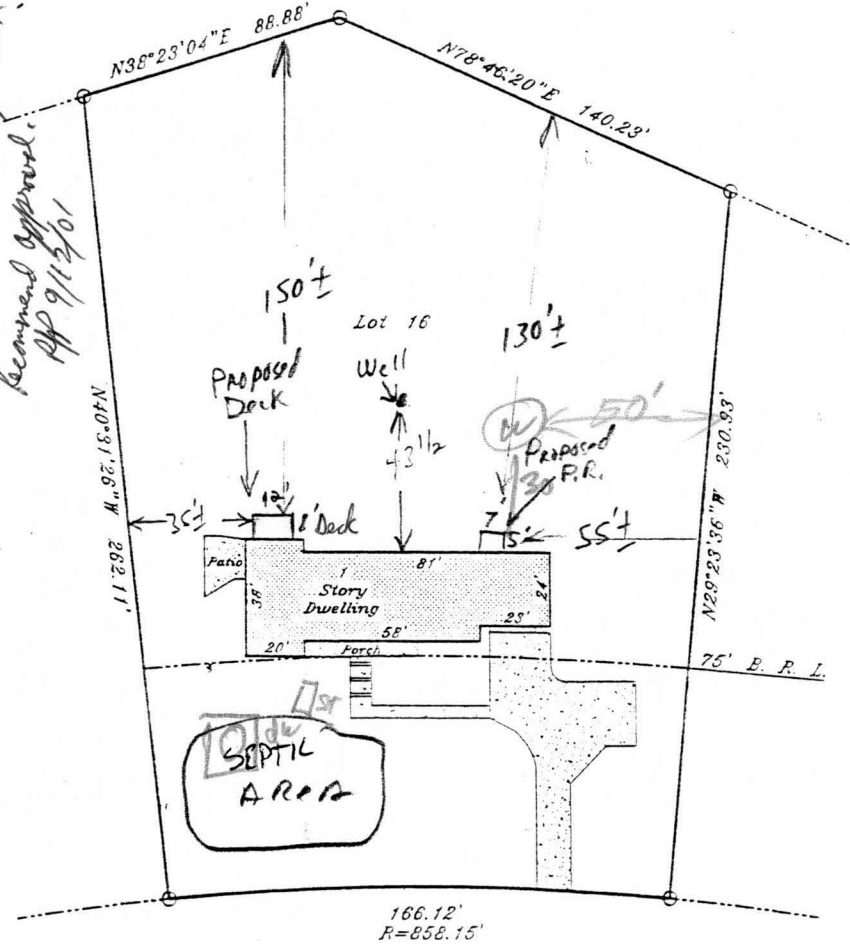 N38°23'04"E 88.88'
N78°46'20"E 140.23'
Recommend approval.
9/12/01
150'±
Lot 16
130'±
Well
Proposed
Deck
W
50'
43 1/2
Proposed
P.R.
30
N40°31'26"W 262.11'
N29°23'36"W 230.93'
12'
Deck
7'
5'
35'±
55'±
Patio
81'
38'
1
Story
Dwelling
24'
23'
58'
20'
Porch
75' B. R. L.
ST
dw
SEPTIC
AREA
166.12'
R=858.15'